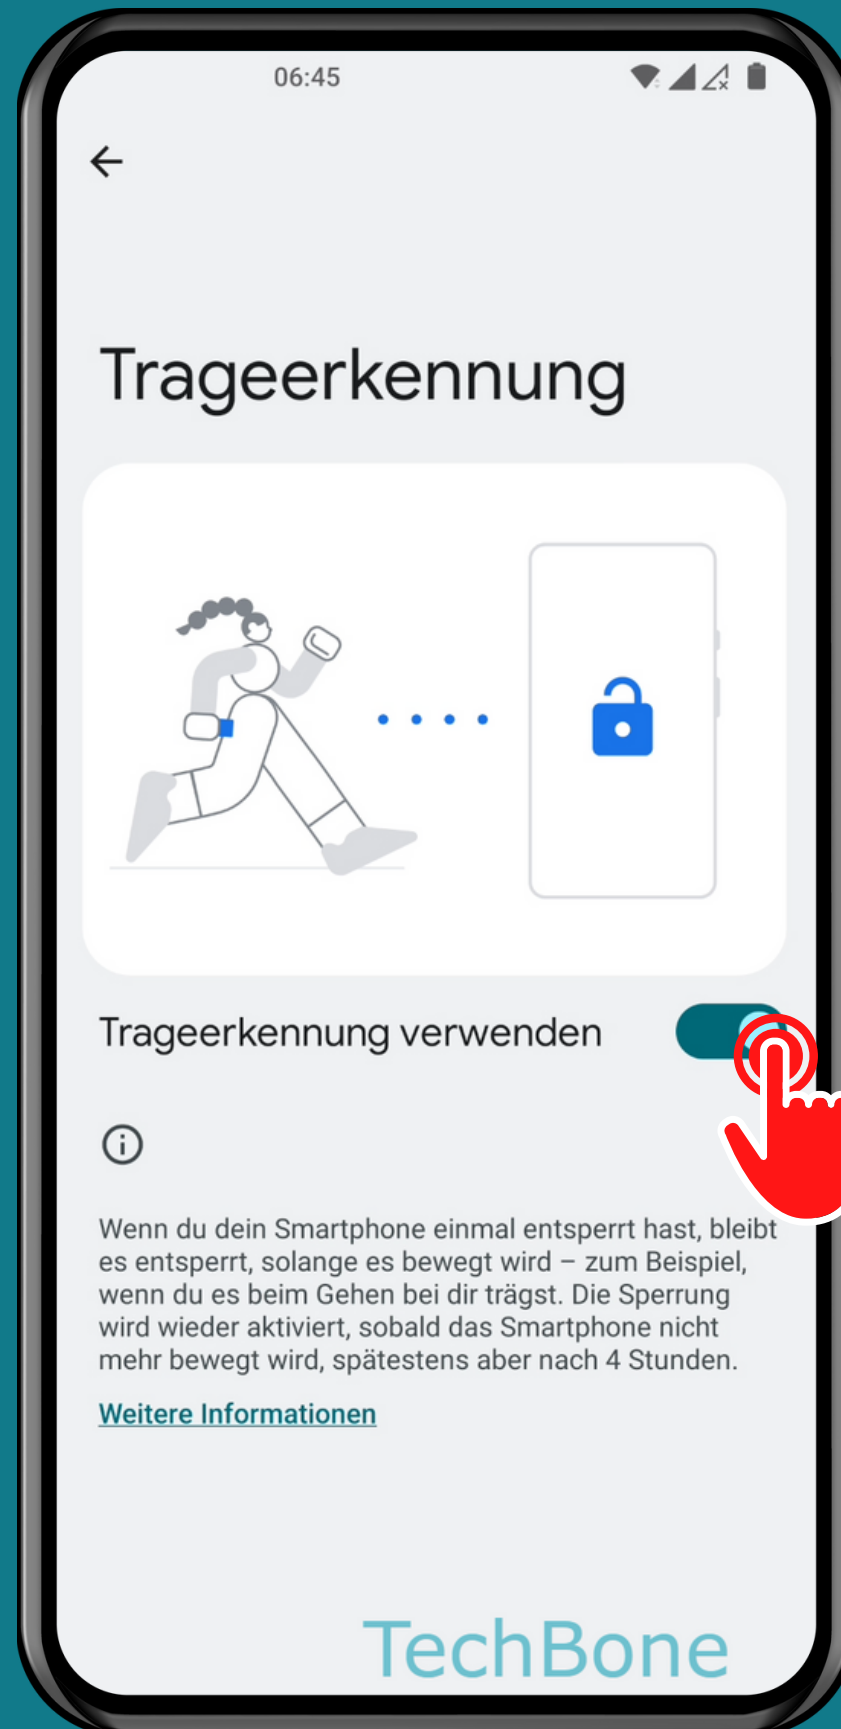 06:45
Trageerkennung
Trageerkennung verwenden
Wenn du dein Smartphone einmal entsperrt hast, bleibt
es entsperrt, solange es bewegt wird – zum Beispiel,
wenn du es beim Gehen bei dir trägst. Die Sperrung
wird wieder aktiviert, sobald das Smartphone nicht
mehr bewegt wird, spätestens aber nach 4 Stunden.
Weitere Informationen
TechBone